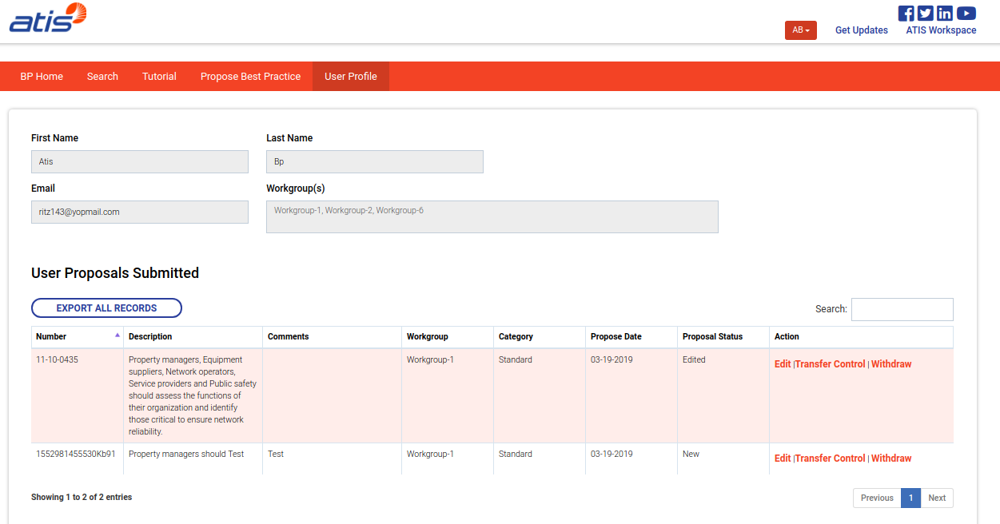 atis
AB
Get Updates
ATIS Workspace
BP Home
Search
Tutorial
Propose Best Practice
User Profile
First Name
Last Name
Atis
Bp
Email
Workgroup(s)
ritz143@yopmail.com
Workgroup-1, Workgroup-2, Workgroup-6
User Proposals Submitted
EXPORT ALL RECORDS
Search:
Number
Description
Comments
Workgroup
Category
Propose Date
Proposal Status
Action
11-10-0435
Property managers, Equipment
suppliers, Network operators,
Service providers and Public safety
should assess the functions of
their organization and identify
those critical to ensure network
reliability.
Workgroup-1
Standard
03-19-2019
Edited
Edit |Transfer Control | Withdraw
1552981455530Kb91
Property managers should Test
Test
Workgroup-1
Standard
03-19-2019
New
Edit |Transfer Control | Withdraw
Showing 1 to 2 of 2 entries
Previous
1
Next